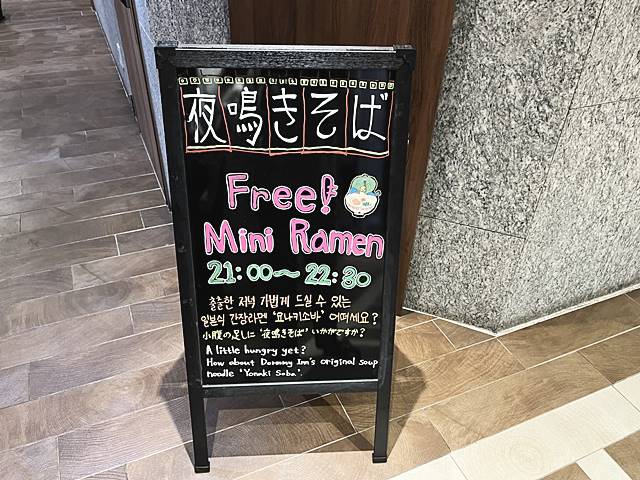 夜鳴きそば
Free!
Mini Ramen
21:00〜22:30
출출한 저녁 가볍게 드실 수 있는
일본식 간장라멘 '요나키소바' 어떠세요?
小腹の足しに '夜鳴きそば' いかがですか?
A little hungry yet?
How about Dormmy Inn's original soup
noodle 'Yonaki Soba'.